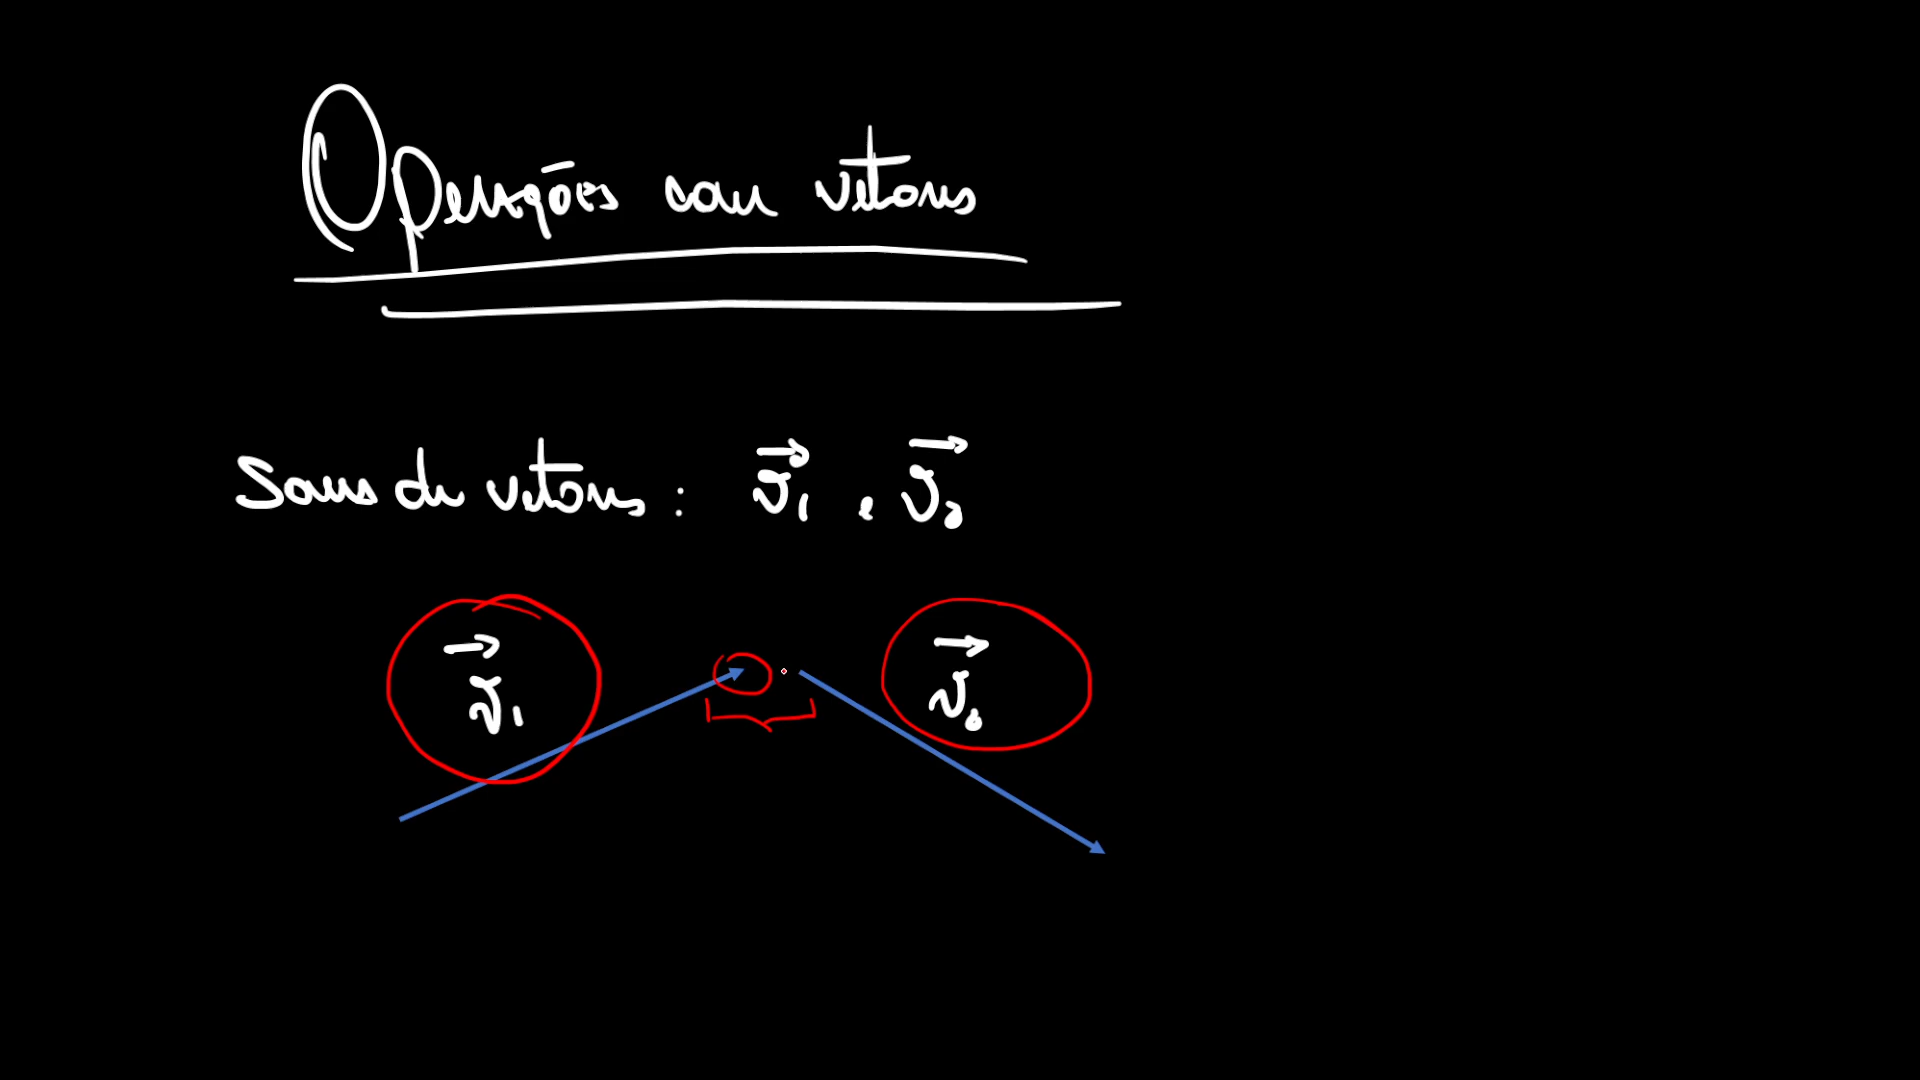 Operações com vetores
Soma de vetores: v⃗₁ e v⃗₂
v⃗₁ v⃗₂